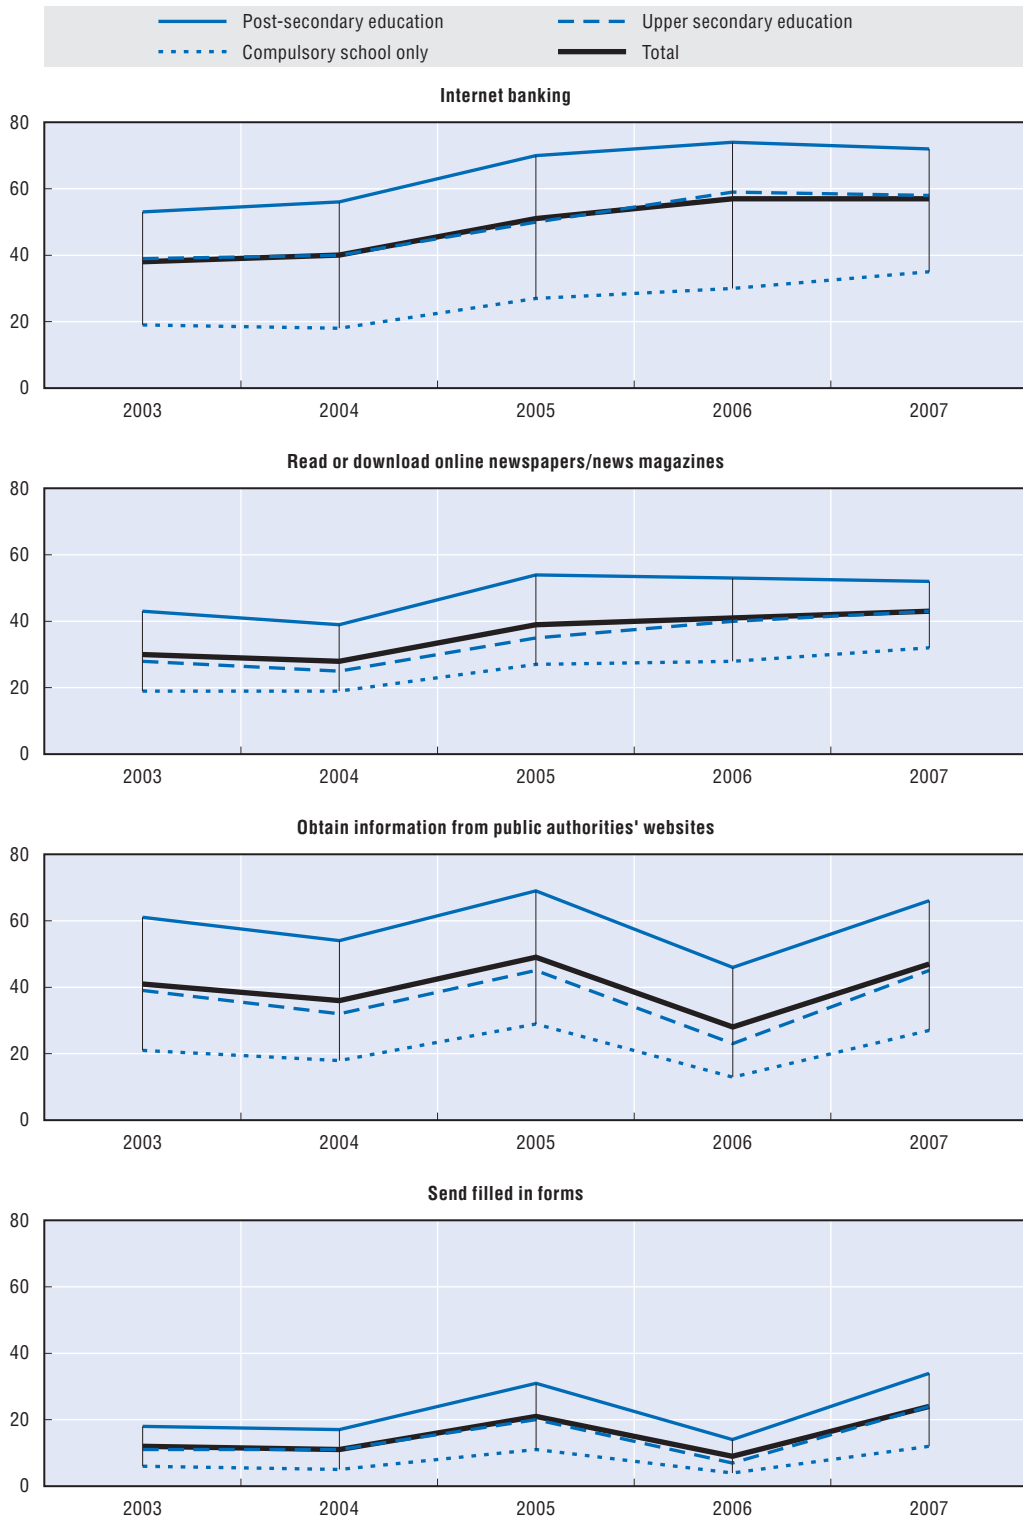 Post-secondary education
Upper secondary education
Compulsory school only
Total
Internet banking
80
60
40
20
0
2003 2004 2005 2006 2007
Read or download online newspapers/news magazines
80
60
40
20
0
2003 2004 2005 2006 2007
Obtain information from public authorities' websites
80
60
40
20
0
2003 2004 2005 2006 2007
Send filled in forms
80
60
40
20
0
2003 2004 2005 2006 2007